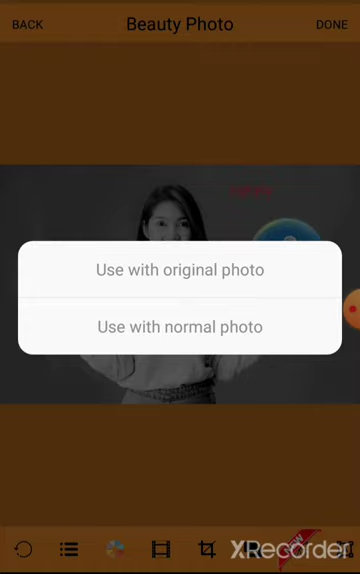 BACK
Beauty Photo
DONE
Use with original photo
Use with normal photo
XRecorder